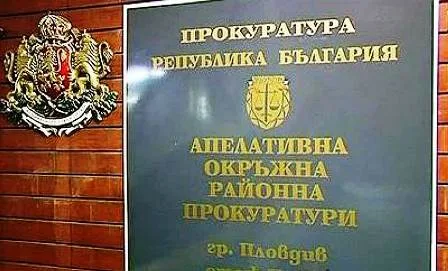 ПРОКУРАТУРА
РЕПУБЛИКА БЪЛГАРИЯ
АПЕЛАТИВНА
ОКРЪЖНА
РАЙОННА
ПРОКУРАТУРИ
гр. Пловдив